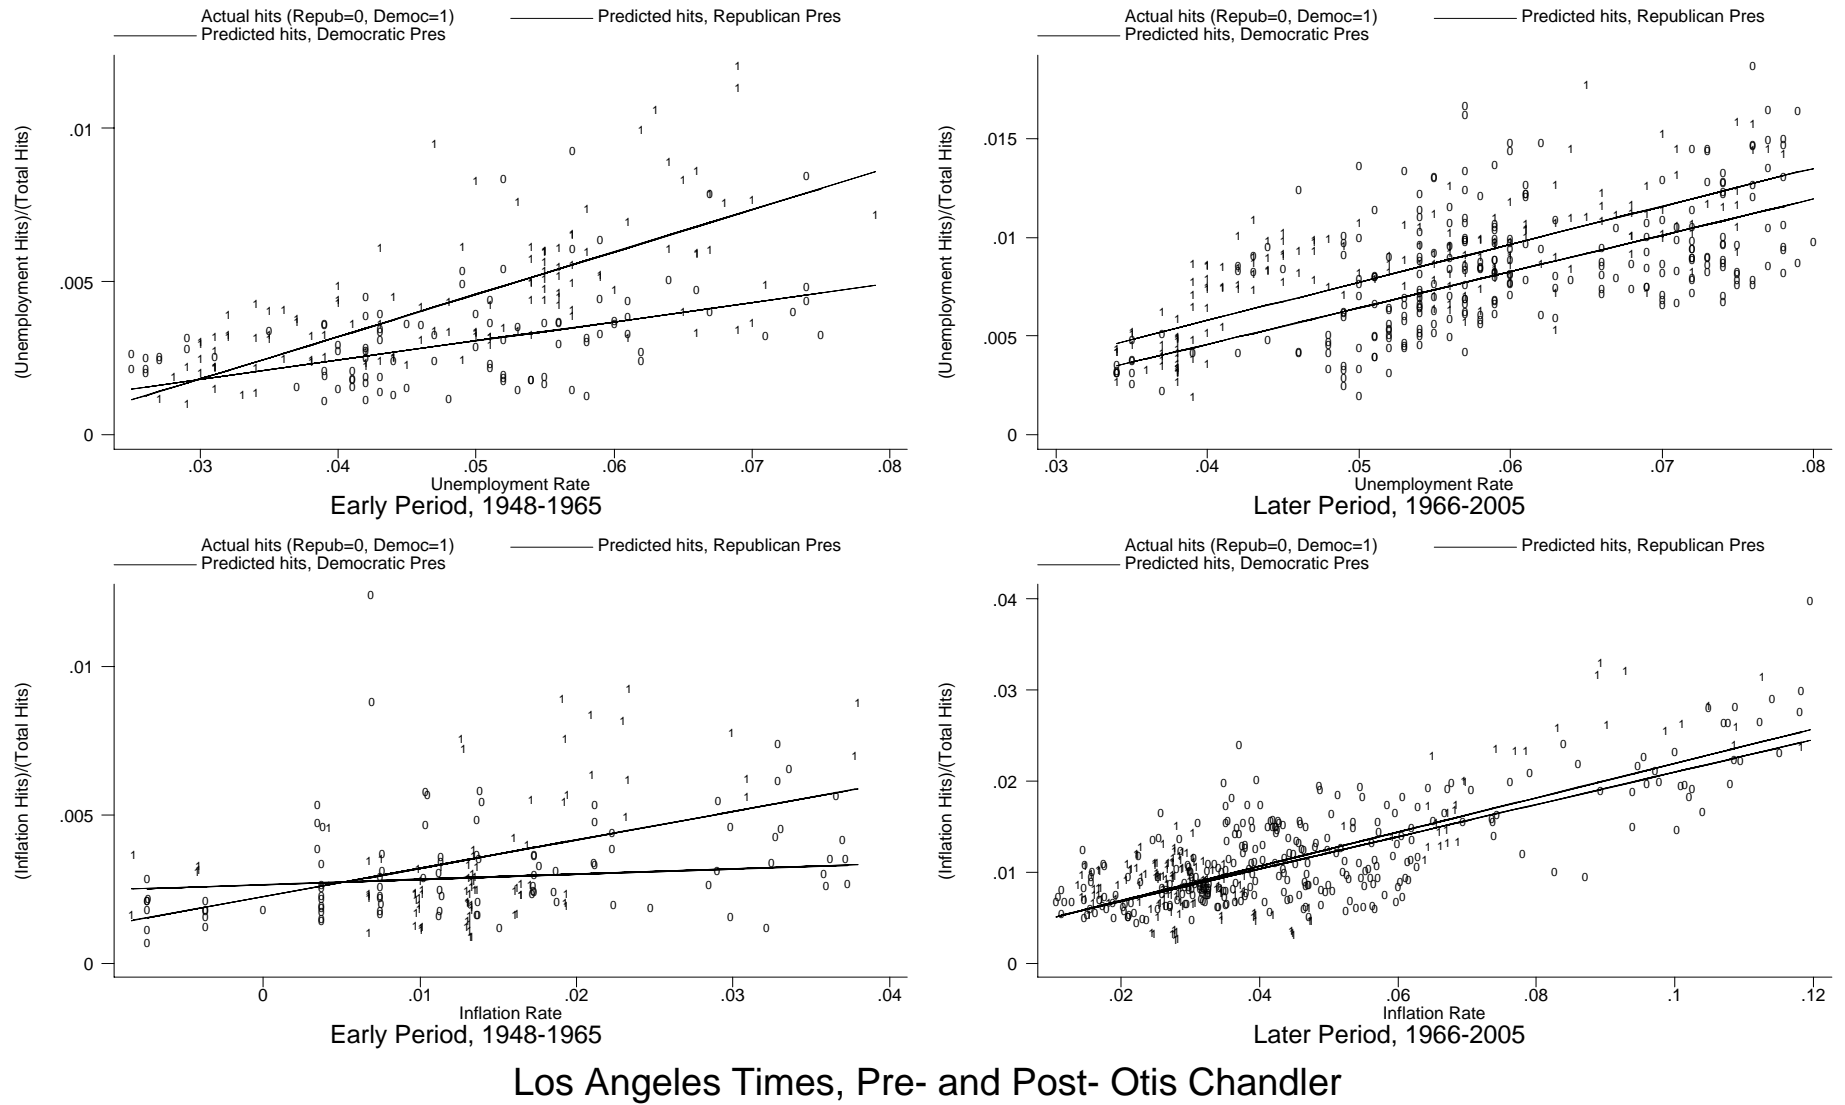 Actual hits (Repub=0, Democ=1) Predicted hits, Republican Pres
Predicted hits, Democratic Pres
(Unemployment Hits)/(Total Hits)
.01
.005
0
.03 .04 .05 .06 .07 .08
Unemployment Rate
Early Period, 1948-1965
Actual hits (Repub=0, Democ=1) Predicted hits, Republican Pres
Predicted hits, Democratic Pres
(Unemployment Hits)/(Total Hits)
.015
.01
.005
0
.03 .04 .05 .06 .07 .08
Unemployment Rate
Later Period, 1966-2005
Actual hits (Repub=0, Democ=1) Predicted hits, Republican Pres
Predicted hits, Democratic Pres
(Inflation Hits)/(Total Hits)
.01
.005
0
0 .01 .02 .03 .04
Inflation Rate
Early Period, 1948-1965
Actual hits (Repub=0, Democ=1) Predicted hits, Republican Pres
Predicted hits, Democratic Pres
(Inflation Hits)/(Total Hits)
.04
.03
.02
.01
0
.02 .04 .06 .08 .1 .12
Inflation Rate
Later Period, 1966-2005
Los Angeles Times, Pre- and Post- Otis Chandler